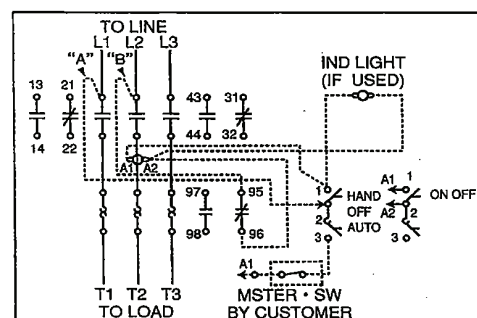 TO LINE
L1 "B" L2 L3
"A"
IND LIGHT
(IF USED)
13 21 43 31
14 22 44 32
A1 A2
97 95
98 96
1 HAND
OFF
2 AUTO
3
A1 1
A2 ON OFF
2
3
A1
T1 T2 T3
TO LOAD
MSTER · SW
BY CUSTOMER